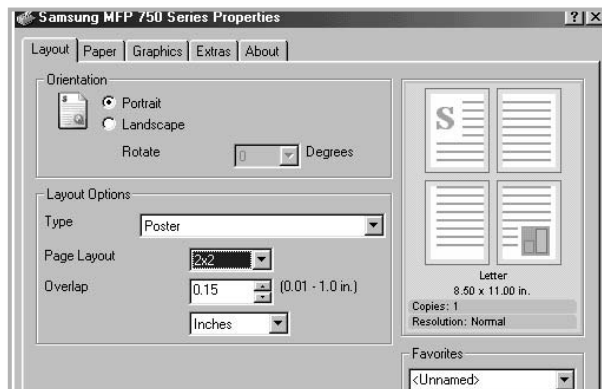 Samsung MFP 750 Series Properties
Layout Paper Graphics Extras About
Orientation
Portrait
Landscape
Rotate 0 Degrees
Layout Options
Type Poster
Page Layout 2x2
Overlap 0.15 (0.01 - 1.0 in.)
Inches
S
Letter
8.50 x 11.00 in.
Copies: 1
Resolution: Normal
Favorites
<Unnamed>